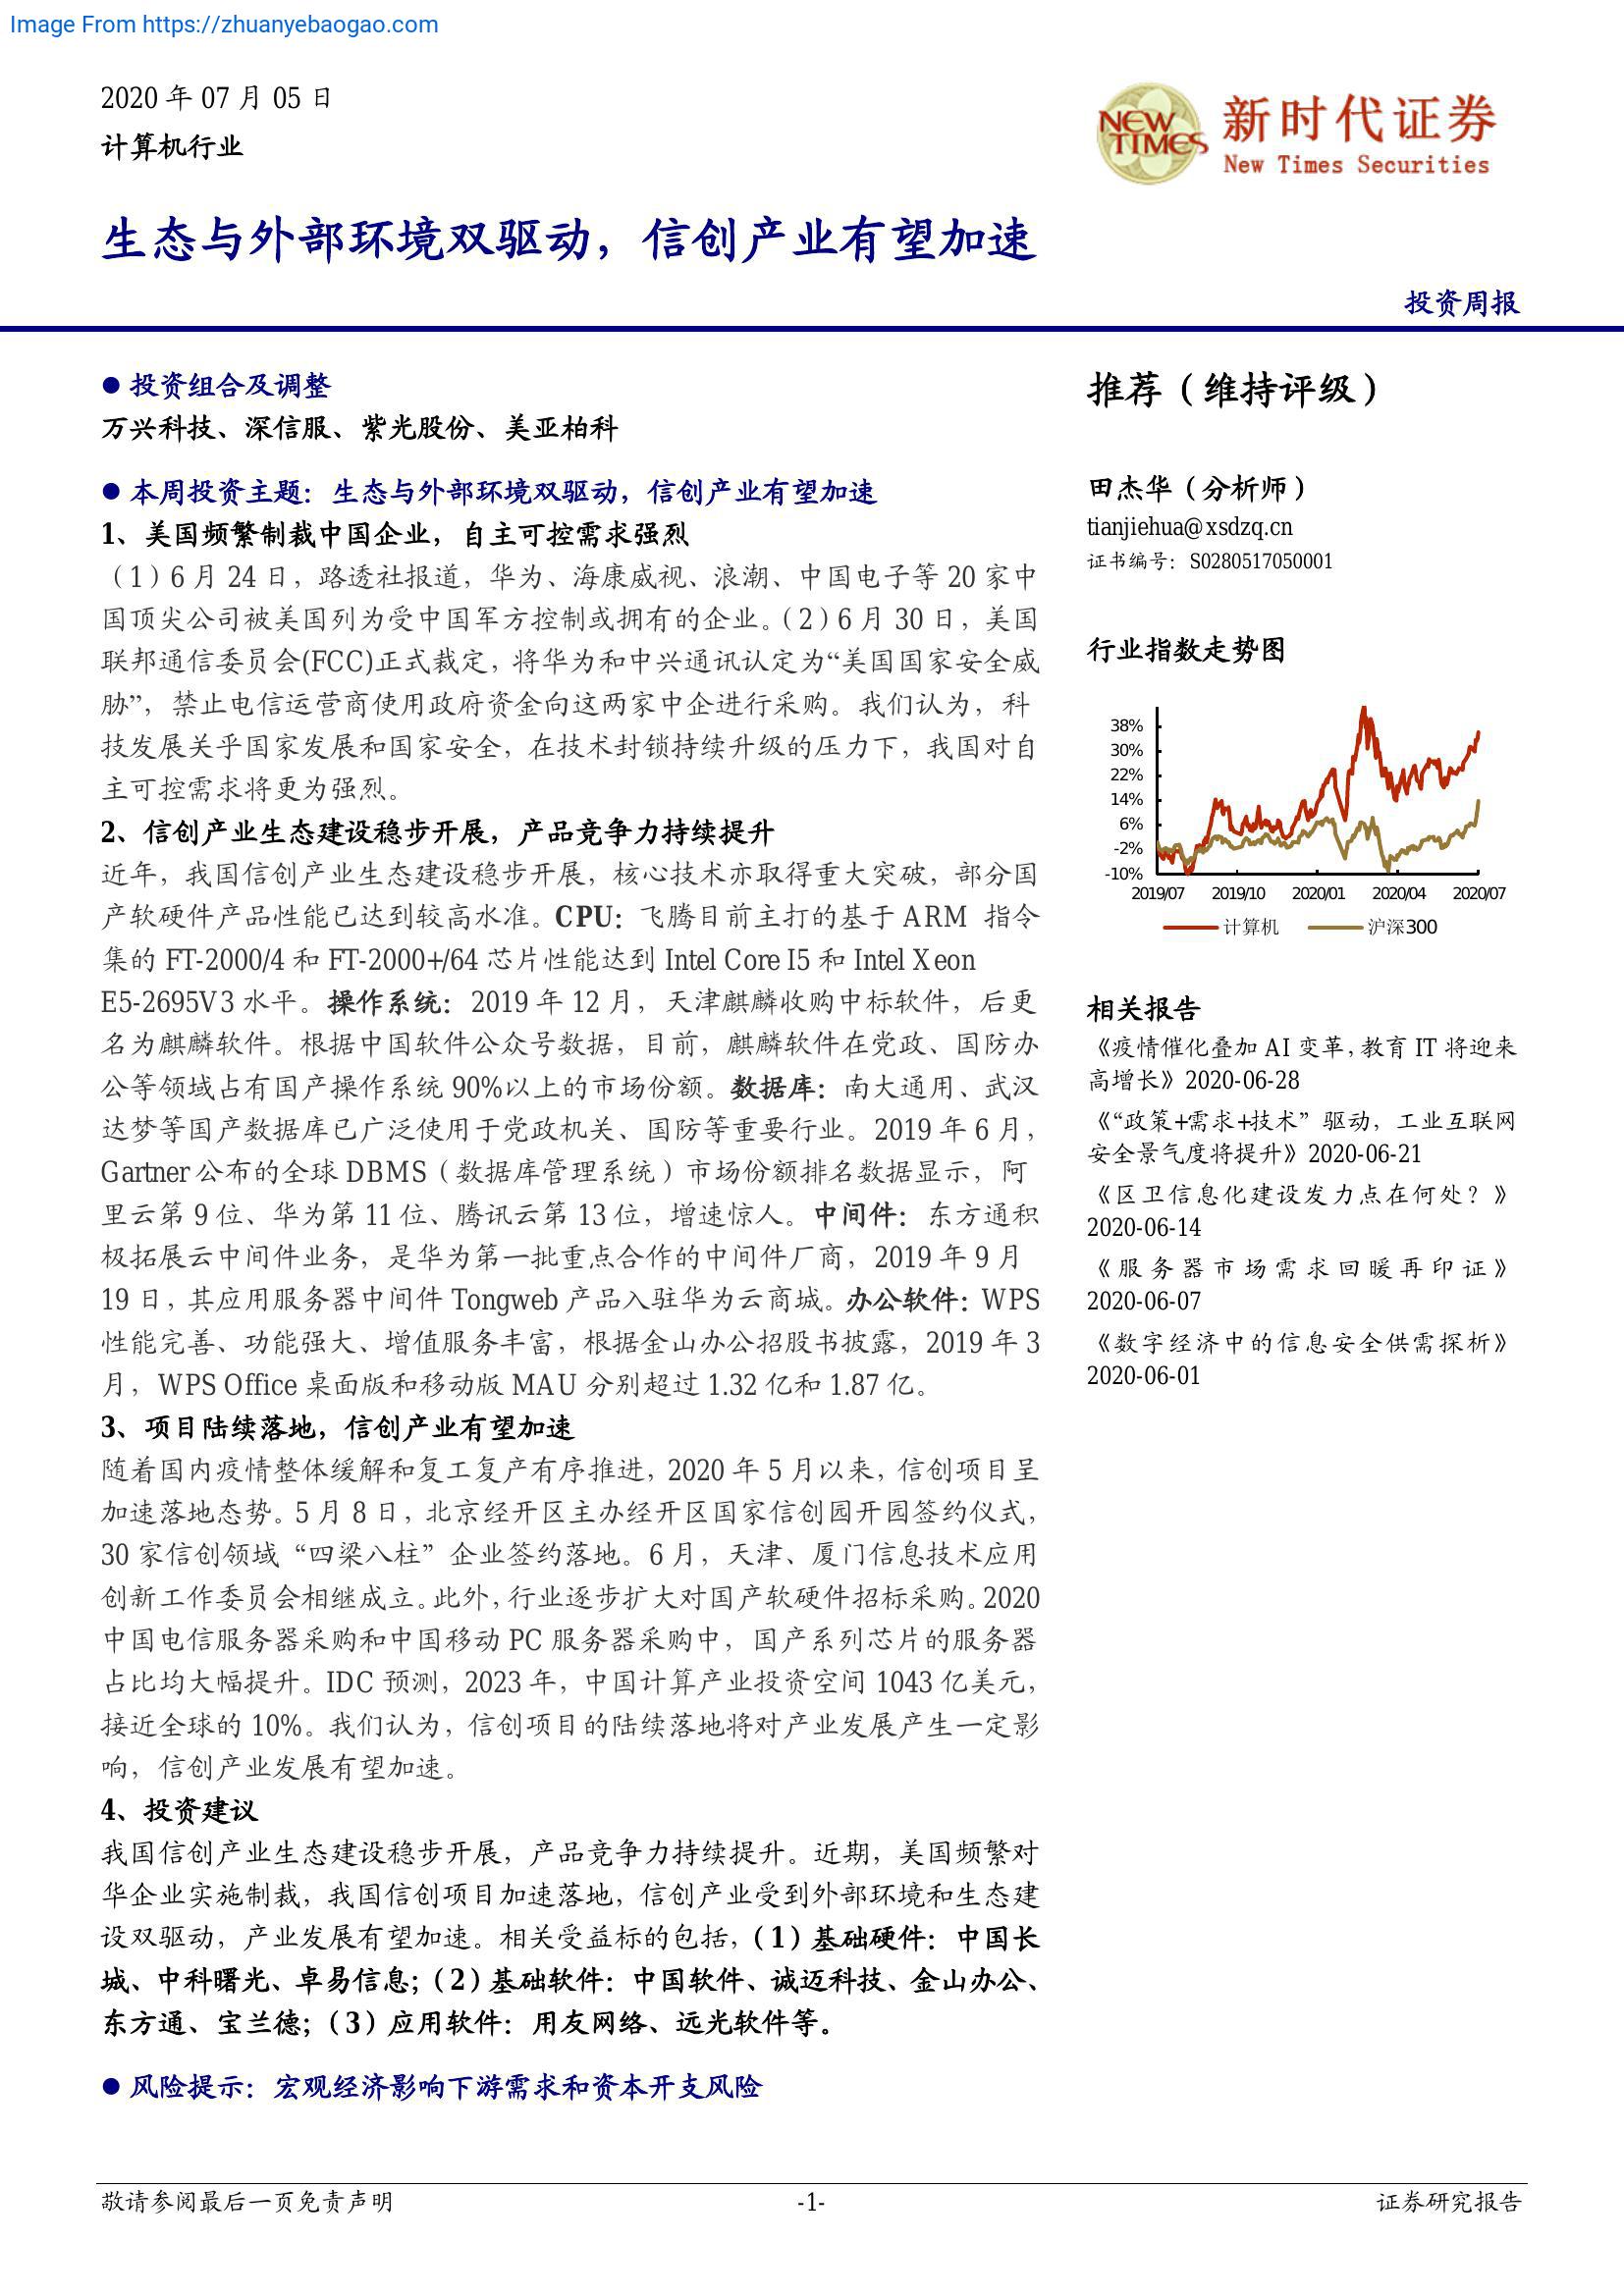 Image From https://zhuanyebaogao.com
2020 年 07 月 05 日
计算机行业
NEW TIMES
新时代证券
New Times Securities
生态与外部环境双驱动，信创产业有望加速
投资周报
● 投资组合及调整
万兴科技、深信服、紫光股份、美亚柏科
● 本周投资主题：生态与外部环境双驱动，信创产业有望加速
1、美国频繁制裁中国企业，自主可控需求强烈
（1）6 月 24 日，路透社报道，华为、海康威视、浪潮、中国电子等 20 家中
国顶尖公司被美国列为受中国军方控制或拥有的企业。（2）6 月 30 日，美国
联邦通信委员会(FCC)正式裁定，将华为和中兴通讯认定为“美国国家安全威
胁”，禁止电信运营商使用政府资金向这两家中企进行采购。我们认为，科
技发展关乎国家发展和国家安全，在技术封锁持续升级的压力下，我国对自
主可控需求将更为强烈。
2、信创产业生态建设稳步开展，产品竞争力持续提升
近年，我国信创产业生态建设稳步开展，核心技术亦取得重大突破，部分国
产软硬件产品性能已达到较高水准。CPU：飞腾目前主打的基于 ARM 指令
集的 FT-2000/4 和 FT-2000+/64 芯片性能达到 Intel Core I5 和 Intel Xeon
E5-2695V3 水平。操作系统：2019 年 12 月，天津麒麟收购中标软件，后更
名为麒麟软件。根据中国软件公众号数据，目前，麒麟软件在党政、国防办
公等领域占有国产操作系统 90%以上的市场份额。数据库：南大通用、武汉
达梦等国产数据库已广泛使用于党政机关、国防等重要行业。2019 年 6 月，
Gartner 公布的全球 DBMS（数据库管理系统）市场份额排名数据显示，阿
里云第 9 位、华为第 11 位、腾讯云第 13 位，增速惊人。中间件：东方通积
极拓展云中间件业务，是华为第一批重点合作的中间件厂商，2019 年 9 月
19 日，其应用服务器中间件 Tongweb 产品入驻华为云商城。办公软件：WPS
性能完善、功能强大、增值服务丰富，根据金山办公招股书披露，2019 年 3
月，WPS Office 桌面版和移动版 MAU 分别超过 1.32 亿和 1.87 亿。
3、项目陆续落地，信创产业有望加速
随着国内疫情整体缓解和复工复产有序推进，2020 年 5 月以来，信创项目呈
加速落地态势。5 月 8 日，北京经开区主办经开区国家信创园开园签约仪式，
30 家信创领域“四梁八柱”企业签约落地。6 月，天津、厦门信息技术应用
创新工作委员会相继成立。此外，行业逐步扩大对国产软硬件招标采购。2020
中国电信服务器采购和中国移动 PC 服务器采购中，国产系列芯片的服务器
占比均大幅提升。IDC 预测，2023 年，中国计算产业投资空间 1043 亿美元，
接近全球的 10%。我们认为，信创项目的陆续落地将对产业发展产生一定影
响，信创产业发展有望加速。
4、投资建议
我国信创产业生态建设稳步开展，产品竞争力持续提升。近期，美国频繁对
华企业实施制裁，我国信创项目加速落地，信创产业受到外部环境和生态建
设双驱动，产业发展有望加速。相关受益标的包括，（1）基础硬件：中国长
城、中科曙光、卓易信息；（2）基础软件：中国软件、诚迈科技、金山办公、
东方通、宝兰德；（3）应用软件：用友网络、远光软件等。
● 风险提示：宏观经济影响下游需求和资本开支风险
推荐（维持评级）
田杰华（分析师）
tianjiehua@xsdzq.cn
证书编号：S0280517050001
行业指数走势图
38%
30%
22%
14%
6%
-2%
-10%
2019/07 2019/10 2020/01 2020/04 2020/07
计算机 沪深300
相关报告
《疫情催化叠加 AI 变革，教育 IT 将迎来
高增长》2020-06-28
《“政策+需求+技术”驱动，工业互联网
安全景气度将提升》2020-06-21
《区卫信息化建设发力点在何处？》
2020-06-14
《服务器市场需求回暖再印证》
2020-06-07
《数字经济中的信息安全供需探析》
2020-06-01
敬请参阅最后一页免责声明
-1-
证券研究报告